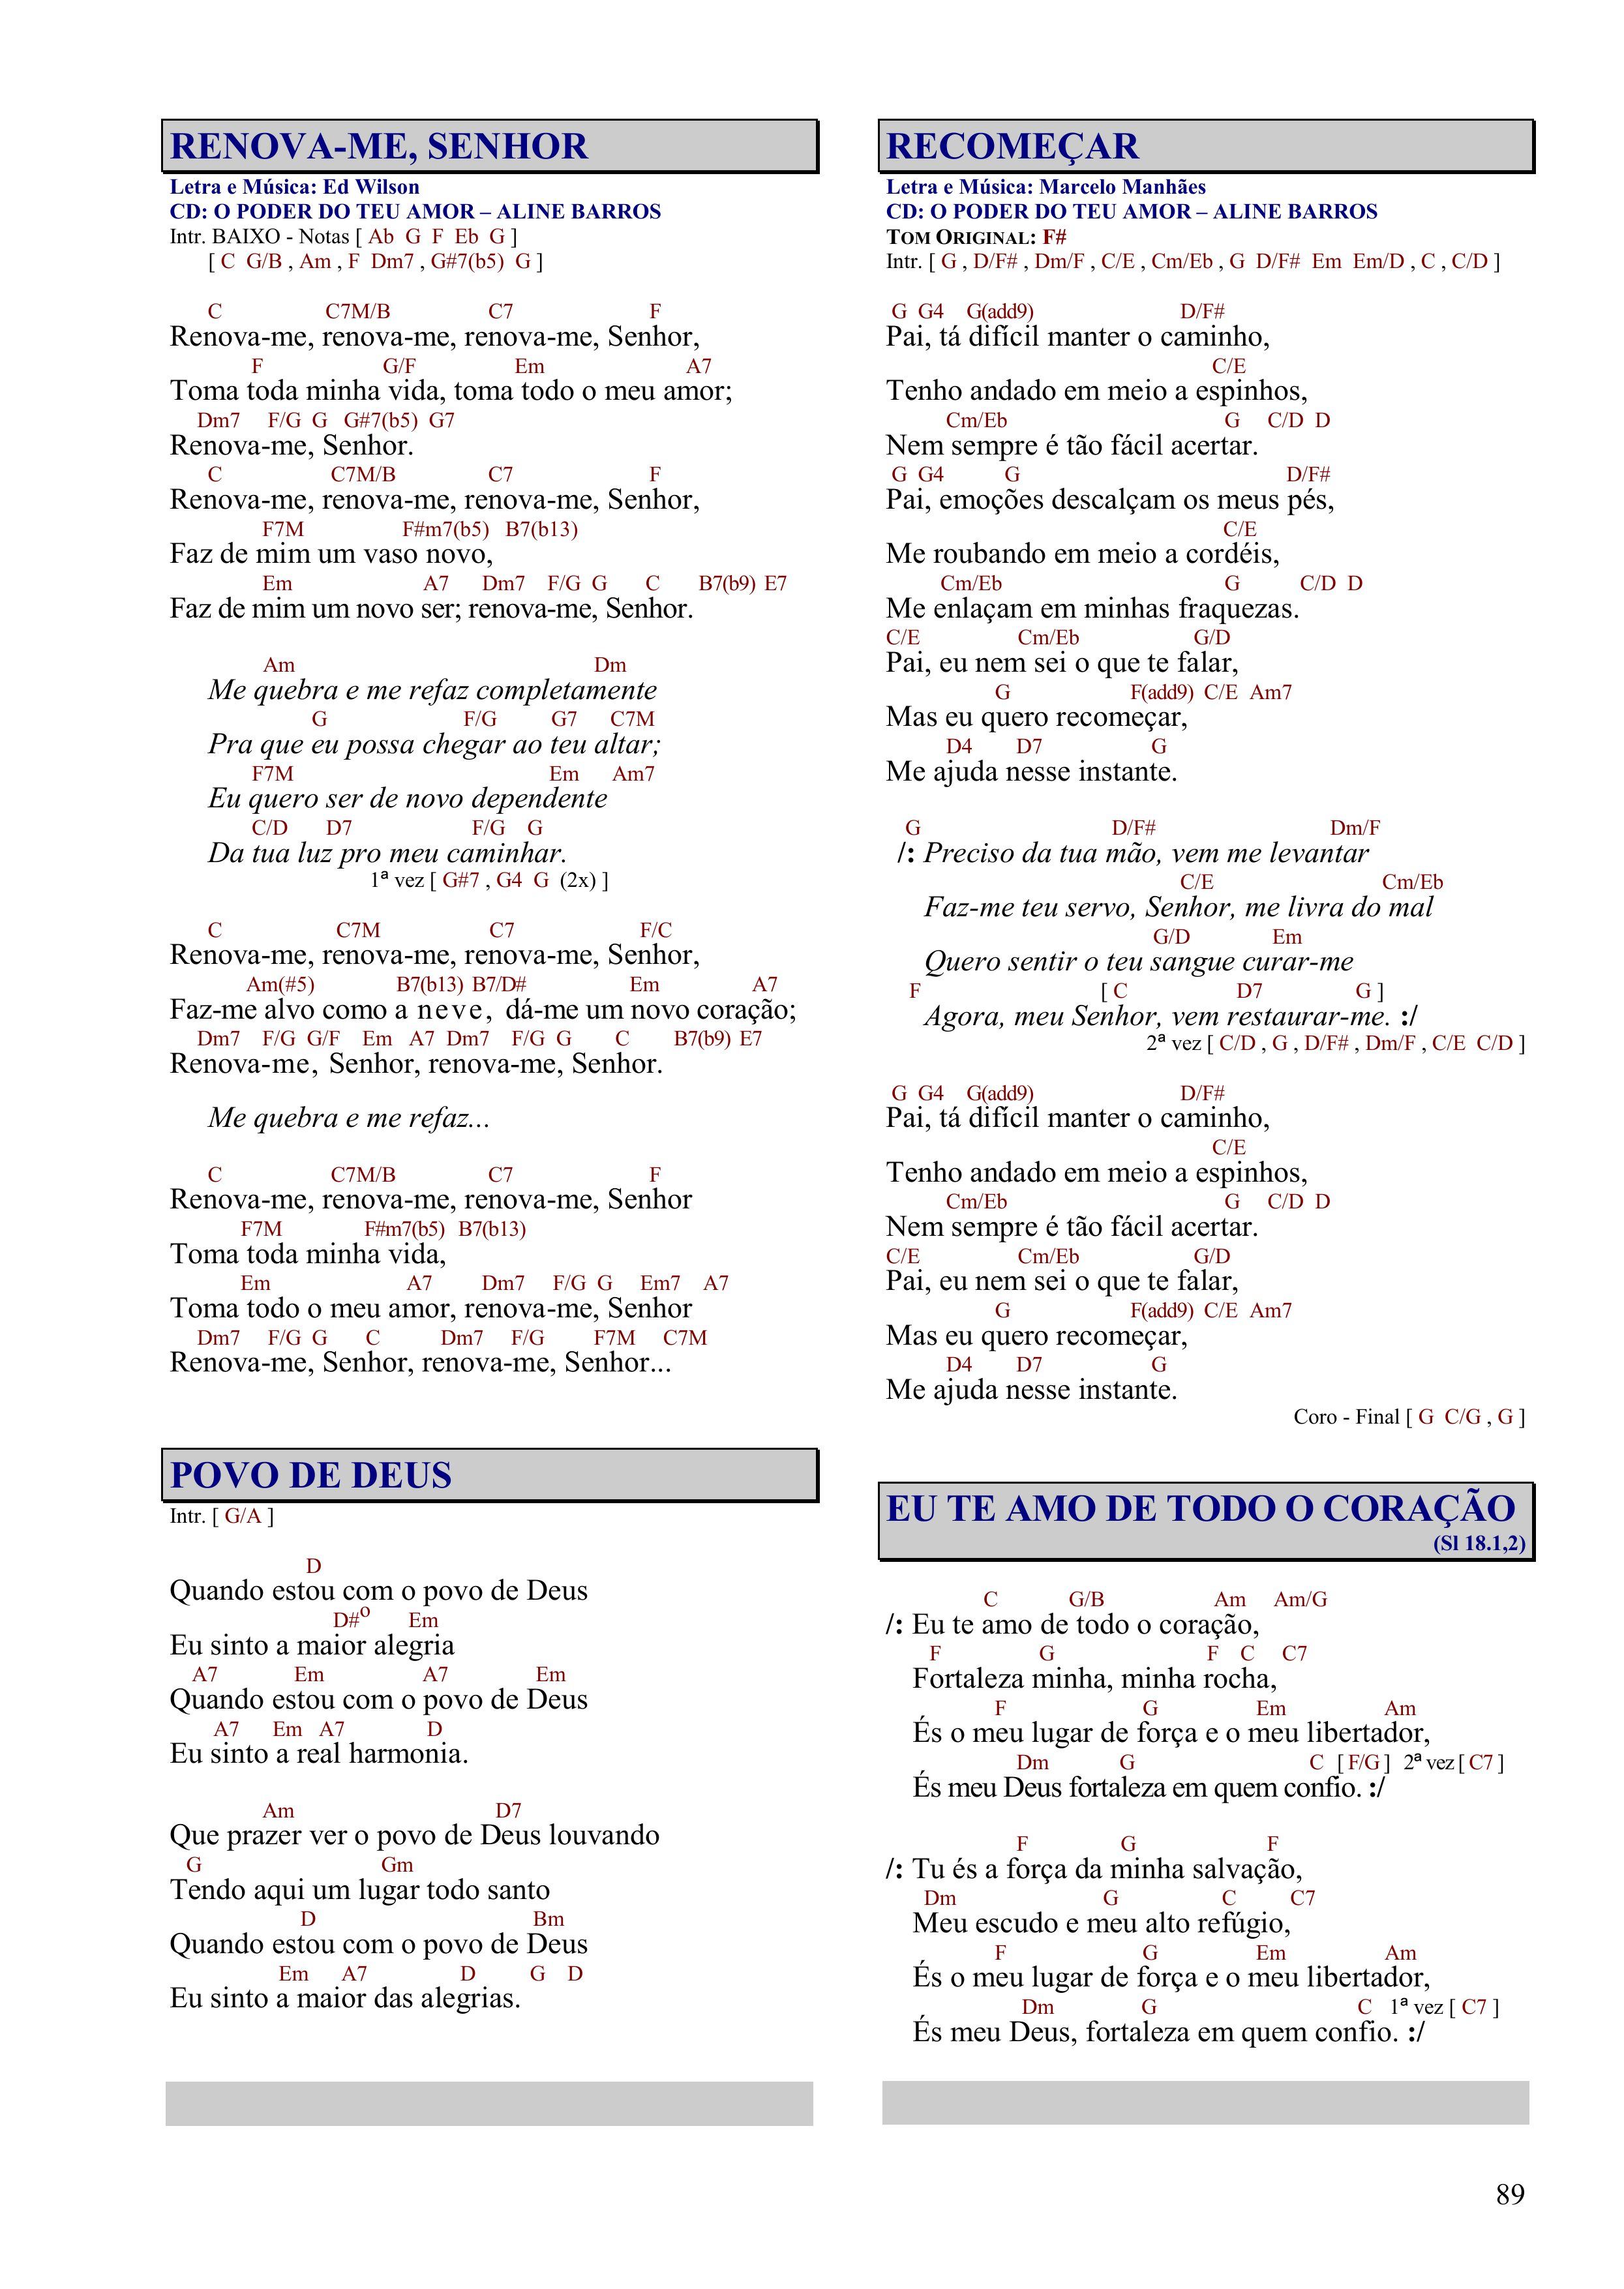 RENOVA-ME, SENHOR
Letra e Música: Ed Wilson
CD: O PODER DO TEU AMOR – ALINE BARROS
Intr. BAIXO - Notas [ Ab G F Eb G ]
[ C G/B , Am , F Dm7 , G#7(b5) G ]
C C7M/B C7 F
Renova-me, renova-me, renova-me, Senhor,
F G/F Em A7
Toma toda minha vida, toma todo o meu amor;
Dm7 F/G G G#7(b5) G7
Renova-me, Senhor.
C C7M/B C7 F
Renova-me, renova-me, renova-me, Senhor,
F7M F#m7(b5) B7(b13)
Faz de mim um vaso novo,
Em A7 Dm7 F/G G C B7(b9) E7
Faz de mim um novo ser; renova-me, Senhor.
Am Dm
Me quebra e me refaz completamente
G F/G G7 C7M
Pra que eu possa chegar ao teu altar;
F7M Em Am7
Eu quero ser de novo dependente
C/D D7 F/G G
Da tua luz pro meu caminhar.
1ª vez [ G#7 , G4 G (2x) ]
C C7M C7 F/C
Renova-me, renova-me, renova-me, Senhor,
Am(#5) B7(b13) B7/D# Em A7
Faz-me alvo como a neve, dá-me um novo coração;
Dm7 F/G G/F Em A7 Dm7 F/G G C B7(b9) E7
Renova-me, Senhor, renova-me, Senhor.
Me quebra e me refaz...
C C7M/B C7 F
Renova-me, renova-me, renova-me, Senhor
F7M F#m7(b5) B7(b13)
Toma toda minha vida,
Em A7 Dm7 F/G G Em7 A7
Toma todo o meu amor, renova-me, Senhor
Dm7 F/G G C Dm7 F/G F7M C7M
Renova-me, Senhor, renova-me, Senhor...
POVO DE DEUS
Intr. [ G/A ]
D
Quando estou com o povo de Deus
D#º Em
Eu sinto a maior alegria
A7 Em A7 Em
Quando estou com o povo de Deus
A7 Em A7 D
Eu sinto a real harmonia.
Am D7
Que prazer ver o povo de Deus louvando
G Gm
Tendo aqui um lugar todo santo
D Bm
Quando estou com o povo de Deus
Em A7 D G D
Eu sinto a maior das alegrias.
RECOMEÇAR
Letra e Música: Marcelo Manhães
CD: O PODER DO TEU AMOR – ALINE BARROS
TOM ORIGINAL: F#
Intr. [ G , D/F# , Dm/F , C/E , Cm/Eb , G D/F# Em Em/D , C , C/D ]
G G4 G(add9) D/F#
Pai, tá difícil manter o caminho,
C/E
Tenho andado em meio a espinhos,
Cm/Eb G C/D D
Nem sempre é tão fácil acertar.
G G4 G D/F#
Pai, emoções descalçam os meus pés,
C/E
Me roubando em meio a cordéis,
Cm/Eb G C/D D
Me enlaçam em minhas fraquezas.
C/E Cm/Eb G/D
Pai, eu nem sei o que te falar,
G F(add9) C/E Am7
Mas eu quero recomeçar,
D4 D7 G
Me ajuda nesse instante.
G D/F# Dm/F
/: Preciso da tua mão, vem me levantar
C/E Cm/Eb
Faz-me teu servo, Senhor, me livra do mal
G/D Em
Quero sentir o teu sangue curar-me
F [ C D7 G ]
Agora, meu Senhor, vem restaurar-me. :/
2ª vez [ C/D , G , D/F# , Dm/F , C/E C/D ]
G G4 G(add9) D/F#
Pai, tá difícil manter o caminho,
C/E
Tenho andado em meio a espinhos,
Cm/Eb G C/D D
Nem sempre é tão fácil acertar.
C/E Cm/Eb G/D
Pai, eu nem sei o que te falar,
G F(add9) C/E Am7
Mas eu quero recomeçar,
D4 D7 G
Me ajuda nesse instante.
Coro - Final [ G C/G , G ]
EU TE AMO DE TODO O CORAÇÃO
(Sl 18.1,2)
C G/B Am Am/G
/: Eu te amo de todo o coração,
F G F C C7
Fortaleza minha, minha rocha,
F G Em Am
És o meu lugar de força e o meu libertador,
Dm G C [ F/G ] 2ª vez [ C7 ]
És meu Deus fortaleza em quem confio. :/
F G F
/: Tu és a força da minha salvação,
Dm G C C7
Meu escudo e meu alto refúgio,
F G Em Am
És o meu lugar de força e o meu libertador,
Dm G C 1ª vez [ C7 ]
És meu Deus, fortaleza em quem confio. :/
89